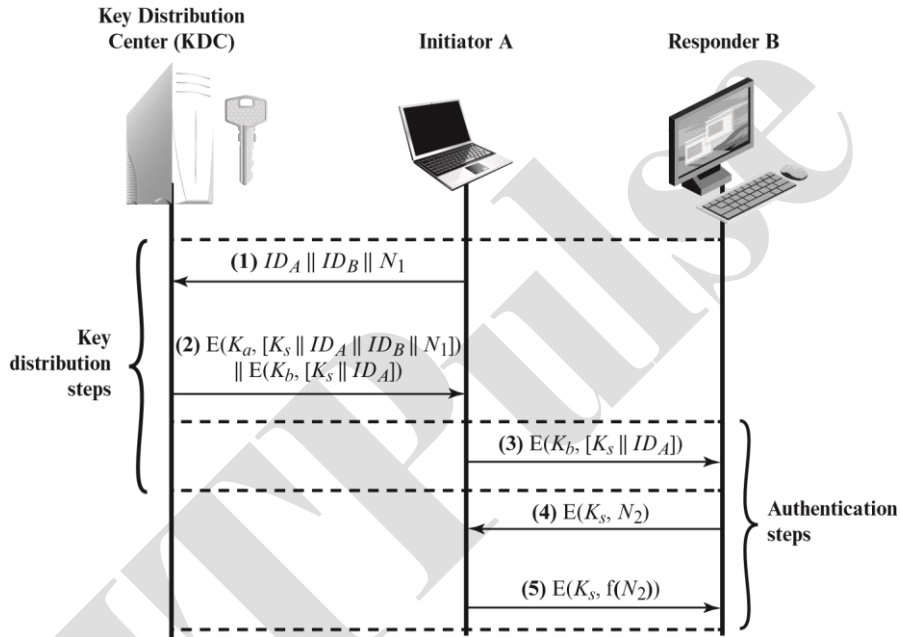 Key Distribution
Center (KDC)
Initiator A
Responder B
(1) ID_A || ID_B || N_1
Key
distribution
steps
(2) E(K_a, [K_s || ID_A || ID_B || N_1])
|| E(K_b, [K_s || ID_A])
(3) E(K_b, [K_s || ID_A])
(4) E(K_s, N_2)
Authentication
steps
(5) E(K_s, f(N_2))
TPulse